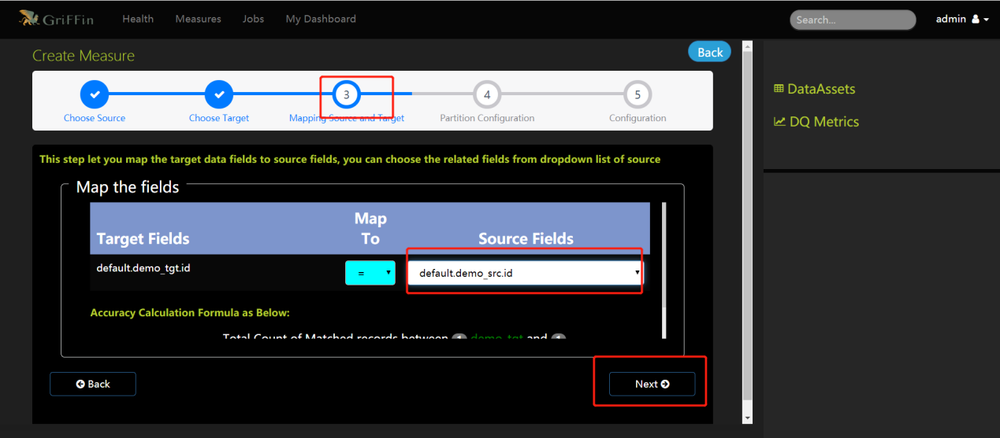 GriFFin Health Measures Jobs My Dashboard Search... admin
Create Measure Back
3 4 5
Choose Source Choose Target Mapping Source and Target Partition Configuration Configuration
DataAssets
DQ Metrics
This step let you map the target data fields to source fields, you can choose the related fields from dropdown list of source
Map the fields
Target Fields Map To Source Fields
default.demo_tgt.id = default.demo_src.id
Accuracy Calculation Formula as Below:
Total Count of Matched records between 1 demo_tgt and 1
Back Next